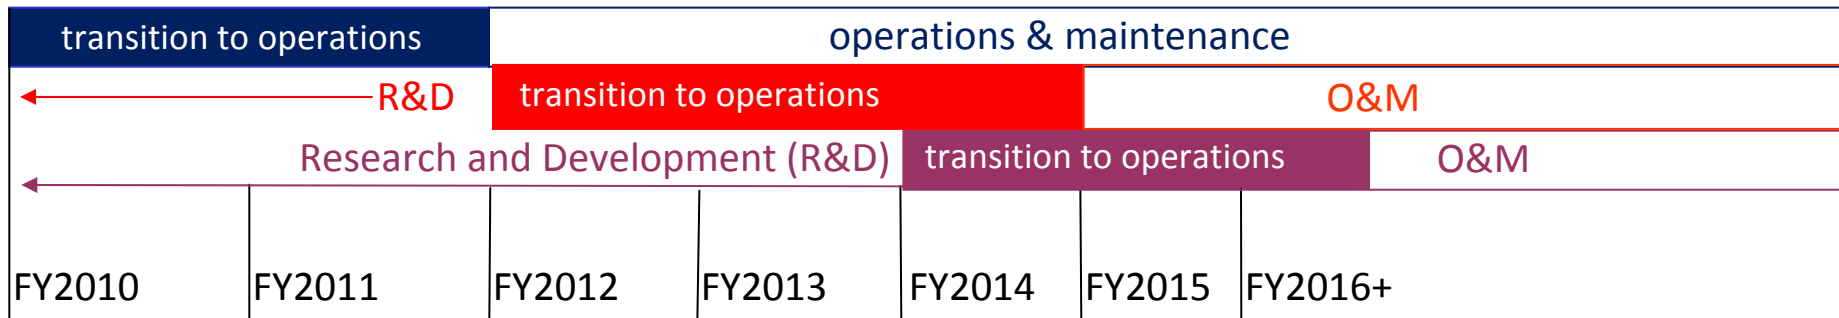 transition to operations operations & maintenance
R&D transition to operations O&M
Research and Development (R&D) transition to operations O&M
FY2010 FY2011 FY2012 FY2013 FY2014 FY2015 FY2016+